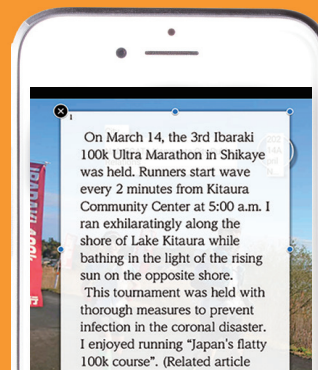 1
On March 14, the 3rd Ibaraki
100k Ultra Marathon in Shikaye
was held. Runners start wave
every 2 minutes from Kitaura
Community Center at 5:00 a.m. I
ran exhilaratingly along the
shore of Lake Kitaura while
bathing in the light of the rising
sun on the opposite shore.
This tournament was held with
thorough measures to prevent
infection in the coronal disaster.
I enjoyed running “Japan's flatty
100k course”. (Related article
IBARAKI 100K